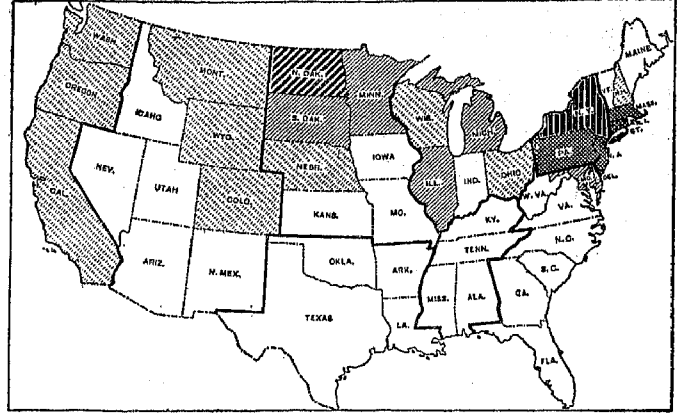 WASH.
OREGON
CAL.
IDAHO
NEV.
MONT.
WYO.
UTAH
COLO.
ARIZ.
N. MEX.
N. DAK.
S. DAK.
NEBR.
KANS.
OKLA.
TEXAS
MINN.
IOWA
MO.
ARK.
LA.
WIS.
ILL.
MICH.
IND.
OHIO
KY.
TENN.
MISS.
ALA.
GA.
FLA.
S. C.
N. C.
VA.
W. VA.
PA.
N. Y.
VT.
N. H.
MAINE
MASS.
CT.
N. J.
DEL.